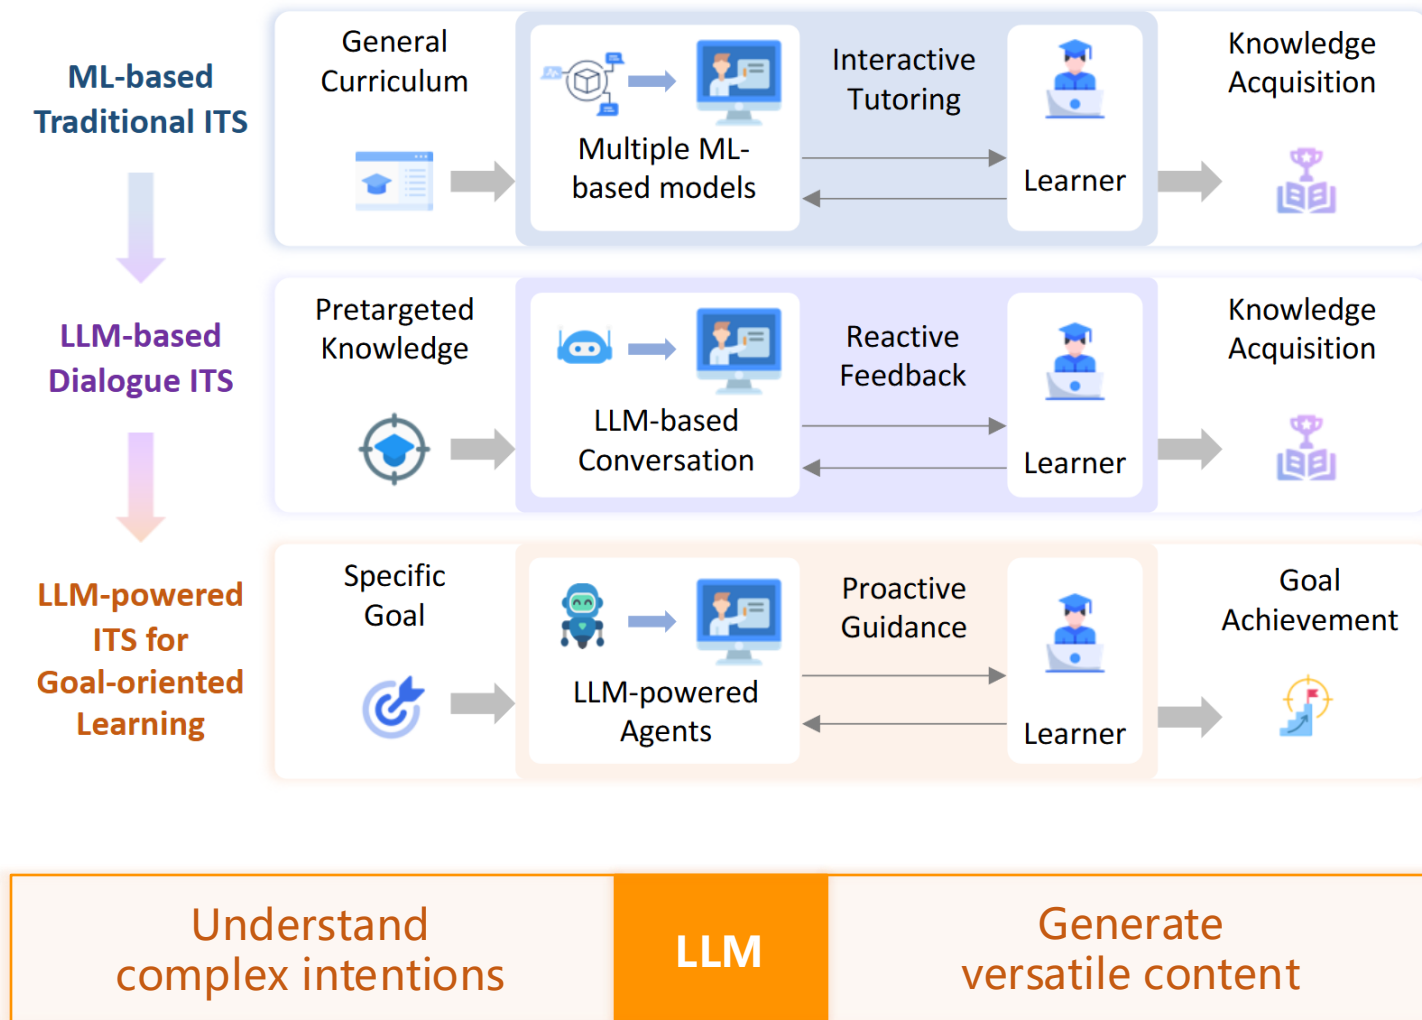 ML-based
Traditional ITS
General
Curriculum
Multiple ML-
based models
Interactive
Tutoring
Learner
Knowledge
Acquisition
LLM-based
Dialogue ITS
Pretargeted
Knowledge
LLM-based
Conversation
Reactive
Feedback
Learner
Knowledge
Acquisition
LLM-powered
ITS for
Goal-oriented
Learning
Specific
Goal
LLM-powered
Agents
Proactive
Guidance
Learner
Goal
Achievement
Understand
complex intentions
LLM
Generate
versatile content